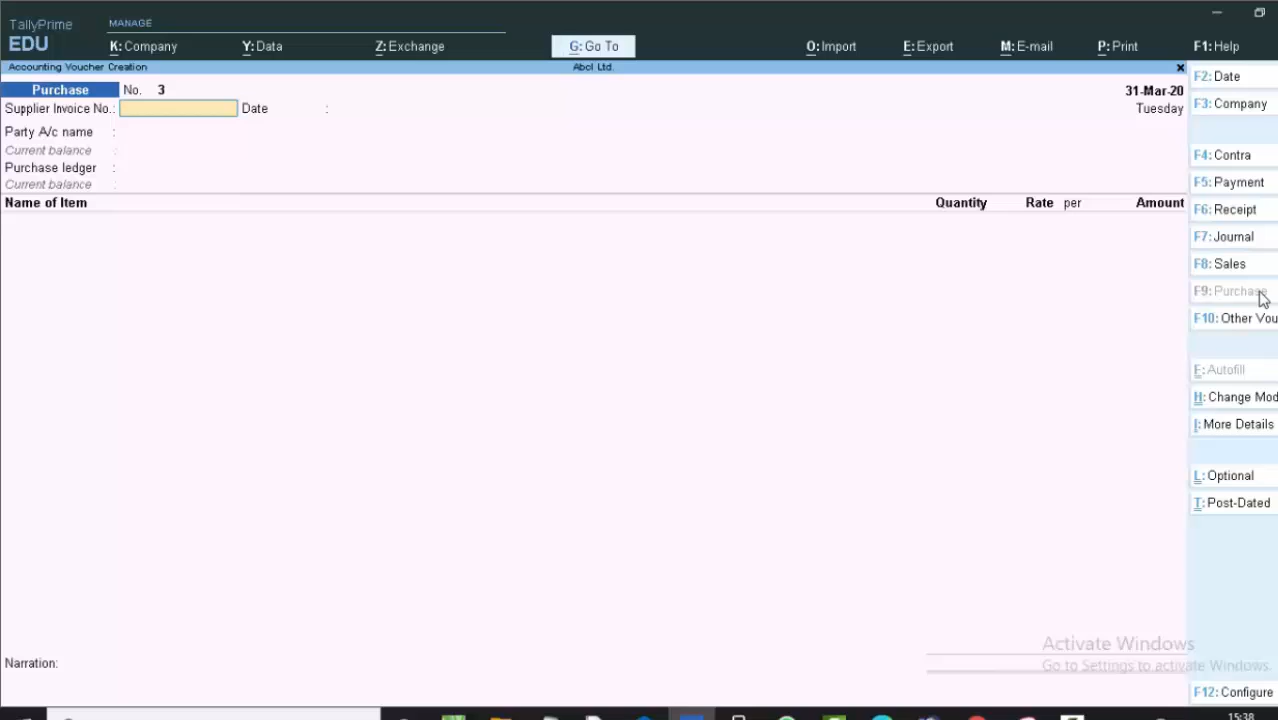 TallyPrime
EDU
MANAGE
K: Company Y: Data Z: Exchange G: Go To O: Import E: Export M: E-mail P: Print F1: Help
Accounting Voucher Creation Abcl Ltd.
Purchase No. 3 31-Mar-20
Supplier Invoice No.: Date : Tuesday
Party A/c name :
Current balance :
Purchase ledger :
Current balance :
Name of Item Quantity Rate per Amount
Narration:
F2: Date
F3: Company
F4: Contra
F5: Payment
F6: Receipt
F7: Journal
F8: Sales
F9: Purchase
F10: Other Vou
F: Autofill
H: Change Mod
I: More Details
L: Optional
T: Post-Dated
Activate Windows
Go to Settings to activate Windows.
F12: Configure
15:38